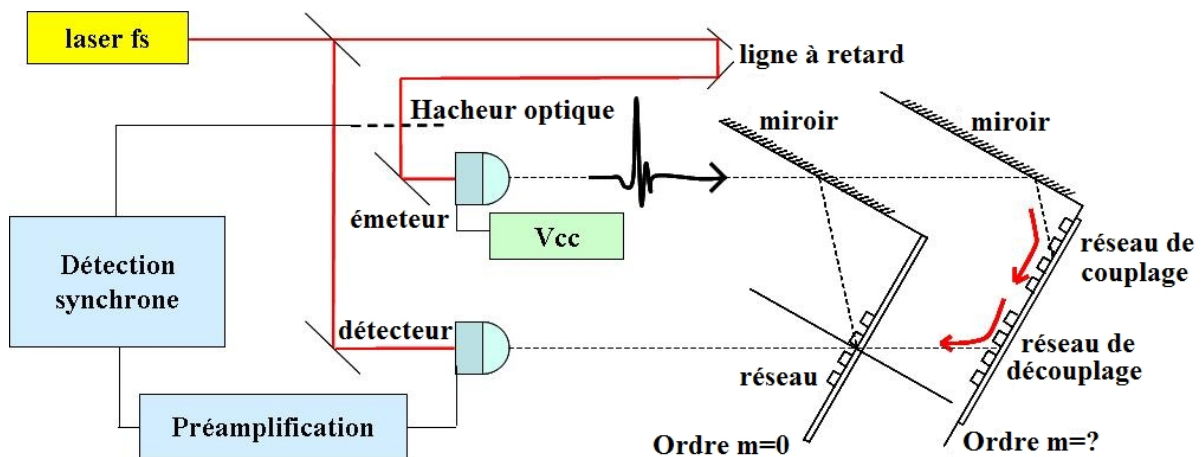 laser fs
ligne à retard
Hacheur optique
miroir
miroir
émeteur
Vcc
réseau de
couplage
Détection
synchrone
détecteur
réseau de
découplage
réseau
Préamplification
Ordre m=0
Ordre m=?